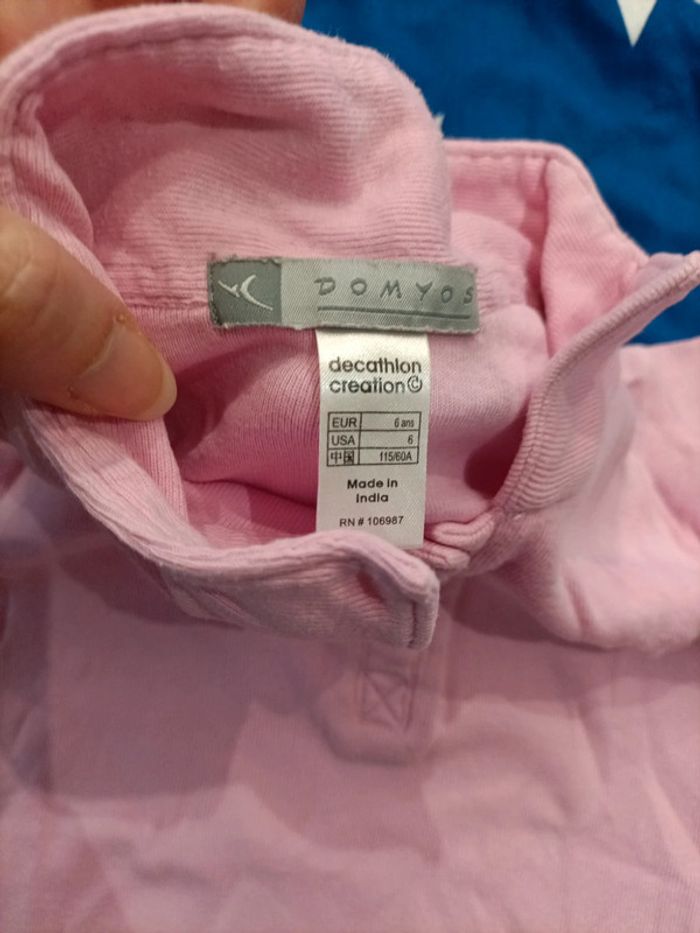 DOMYOS
decathlon
creation©
EUR 6 ans
USA 6
中国 115/60A
Made in
India
RN # 106987